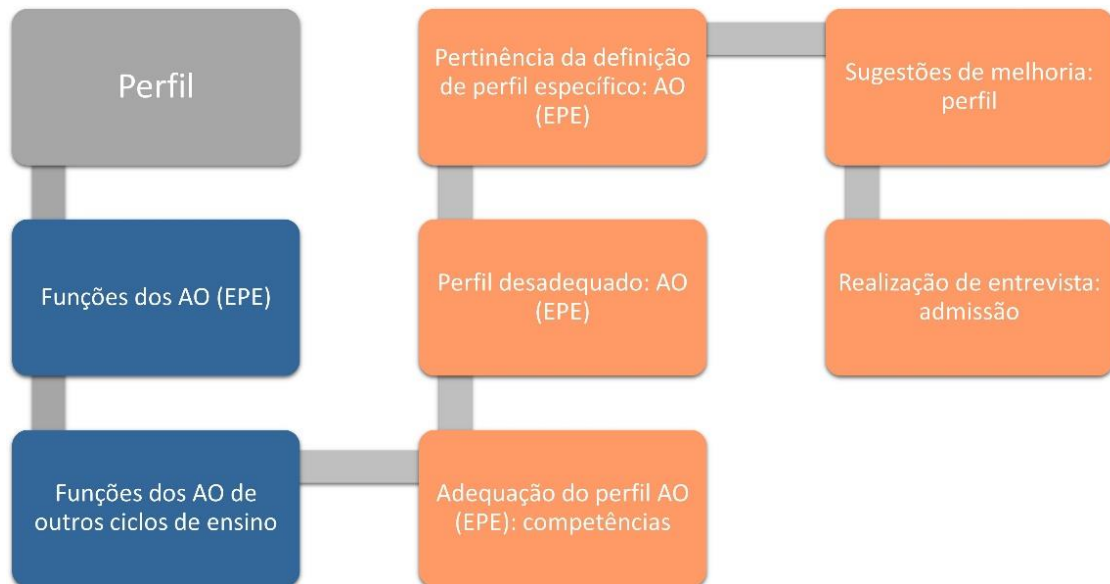 Perfil
Funções dos AO (EPE)
Funções dos AO de
outros ciclos de ensino
Adequação do perfil AO
(EPE): competências
Perfil desadequado: AO
(EPE)
Pertinência da definição
de perfil específico: AO
(EPE)
Sugestões de melhoria:
perfil
Realização de entrevista:
admissão